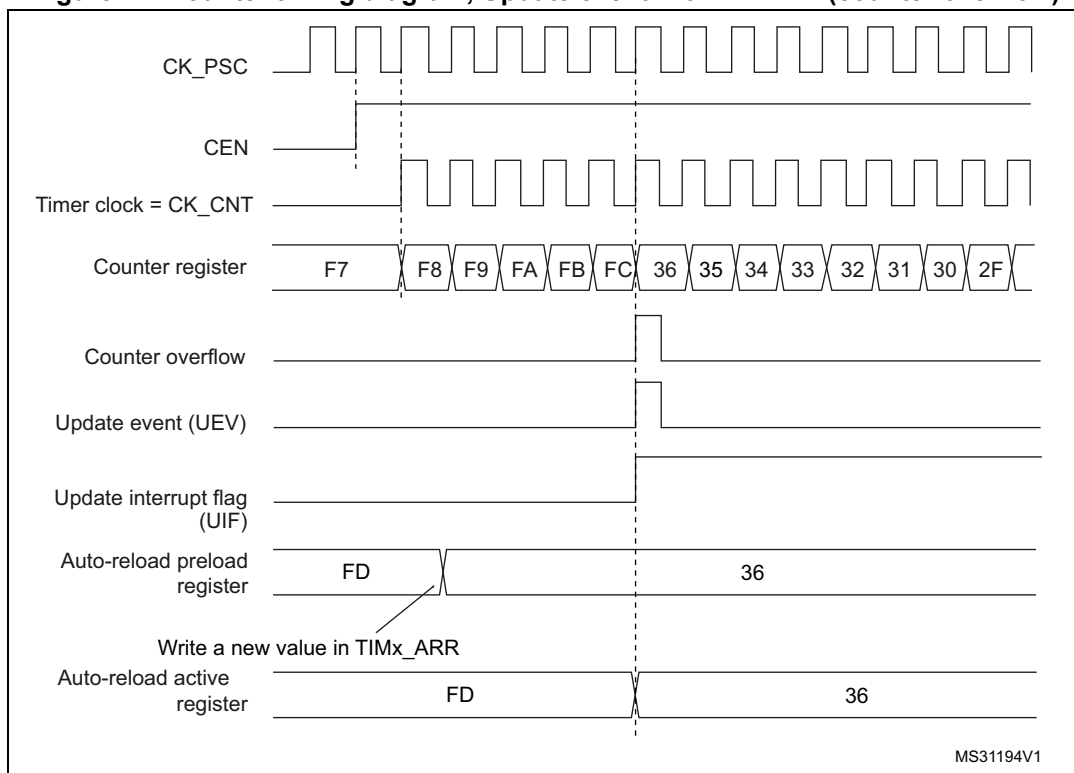 CK_PSC
CEN
Timer clock = CK_CNT
Counter register F7 F8 F9 FA FB FC 36 35 34 33 32 31 30 2F
Counter overflow
Update event (UEV)
Update interrupt flag
(UIF)
Auto-reload preload
register FD 36
Write a new value in TIMx_ARR
Auto-reload active
register FD 36
MS31194V1